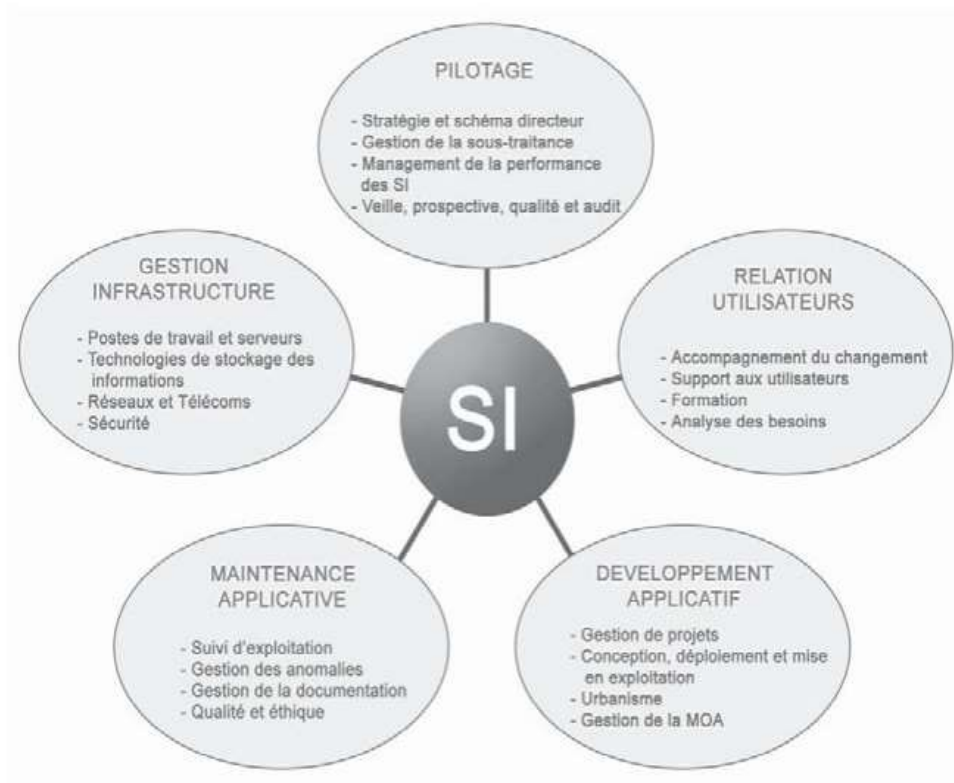 PILOTAGE
- Stratégie et schéma directeur
- Gestion de la sous-traitance
- Management de la performance
des SI
- Veille, prospective, qualité et audit
GESTION
INFRASTRUCTURE
- Postes de travail et serveurs
- Technologies de stockage des
informations
- Réseaux et Télécoms
- Sécurité
RELATION
UTILISATEURS
- Accompagnement du changement
- Support aux utilisateurs
- Formation
- Analyse des besoins
SI
MAINTENANCE
APPLICATIVE
- Suivi d'exploitation
- Gestion des anomalies
- Gestion de la documentation
- Qualité et éthique
DEVELOPPEMENT
APPLICATIF
- Gestion de projets
- Conception, déploiement et mise
en exploitation
- Urbanisme
- Gestion de la MOA